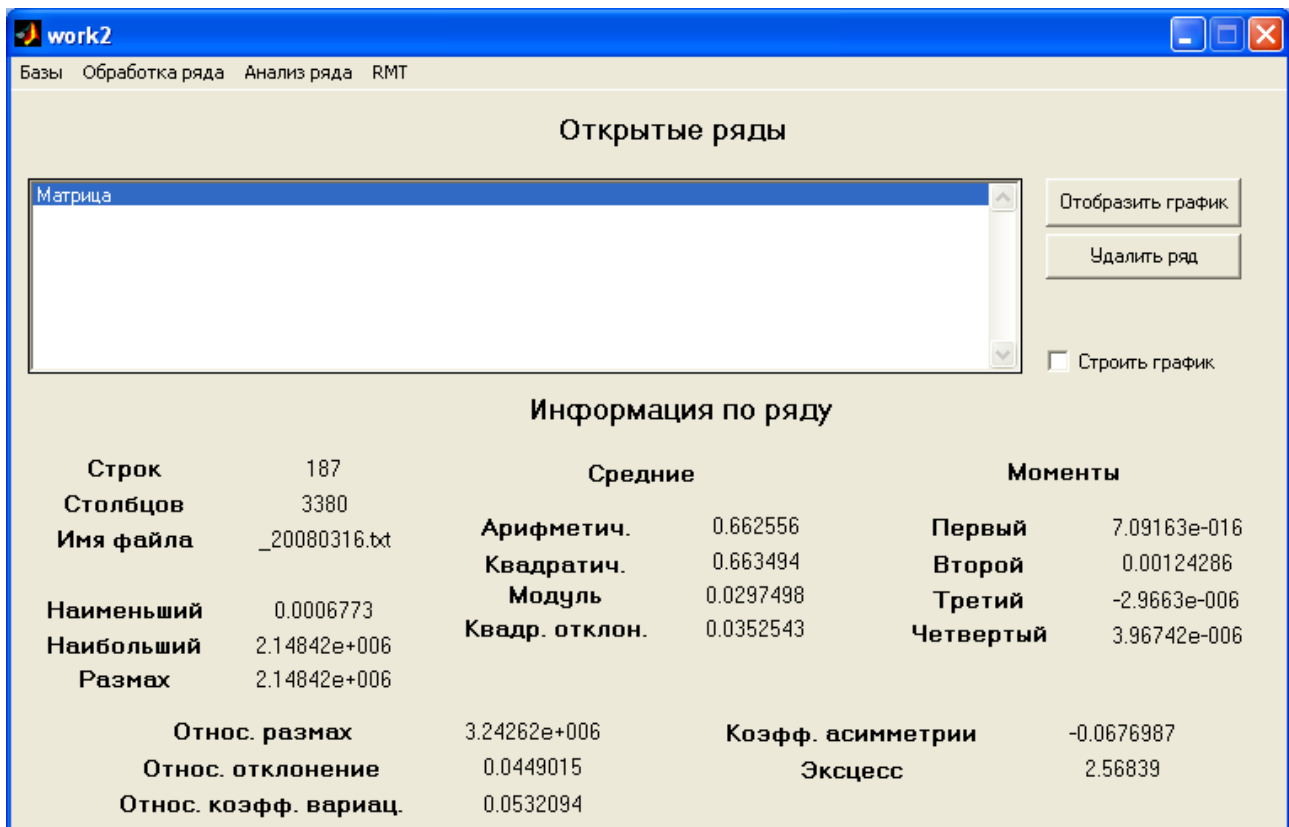 work2
Базы Обработка ряда Анализ ряда RMT
Открытые ряды
Матрица
Отобразить график
Удалить ряд
Строить график
Информация по ряду
Строк 187
Столбцов 3380
Имя файла _20080316.txt
Наименьший 0.0006773
Наибольший 2.14842e+006
Размах 2.14842e+006
Средние
Арифметич. 0.662556
Квадратич. 0.663494
Модуль 0.0297498
Квадр. отклон. 0.0352543
Моменты
Первый 7.09163e-016
Второй 0.00124286
Третий -2.9663e-006
Четвертый 3.96742e-006
Относ. размах 3.24262e+006
Относ. отклонение 0.0449015
Относ. коэфф. вариац. 0.0532094
Коэфф. асимметрии -0.0676987
Эксцесс 2.56839